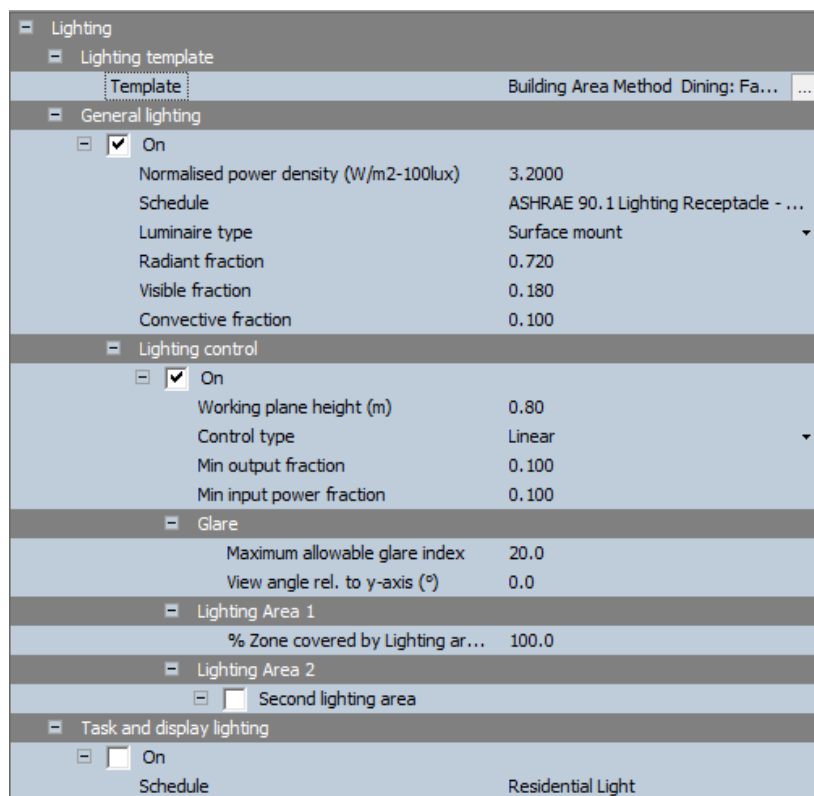 Lighting
Lighting template
Template Building Area Method Dining: Fa... ...
General lighting
On
Normalised power density (W/m2-100lux) 3.2000
Schedule ASHRAE 90.1 Lighting Receptacle - ...
Luminaire type Surface mount
Radiant fraction 0.720
Visible fraction 0.180
Convective fraction 0.100
Lighting control
On
Working plane height (m) 0.80
Control type Linear
Min output fraction 0.100
Min input power fraction 0.100
Glare
Maximum allowable glare index 20.0
View angle rel. to y-axis (°) 0.0
Lighting Area 1
% Zone covered by Lighting ar... 100.0
Lighting Area 2
Second lighting area
Task and display lighting
On
Schedule Residential Light